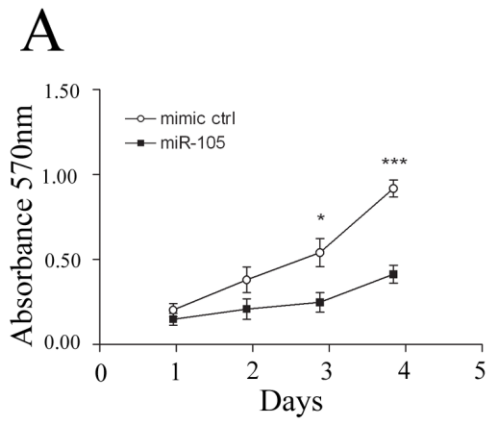 A
1.50
mimic ctrl
miR-105
1.00
***
*
0.50
0.00
Absorbance 570nm
0 1 2 3 4 5
Days